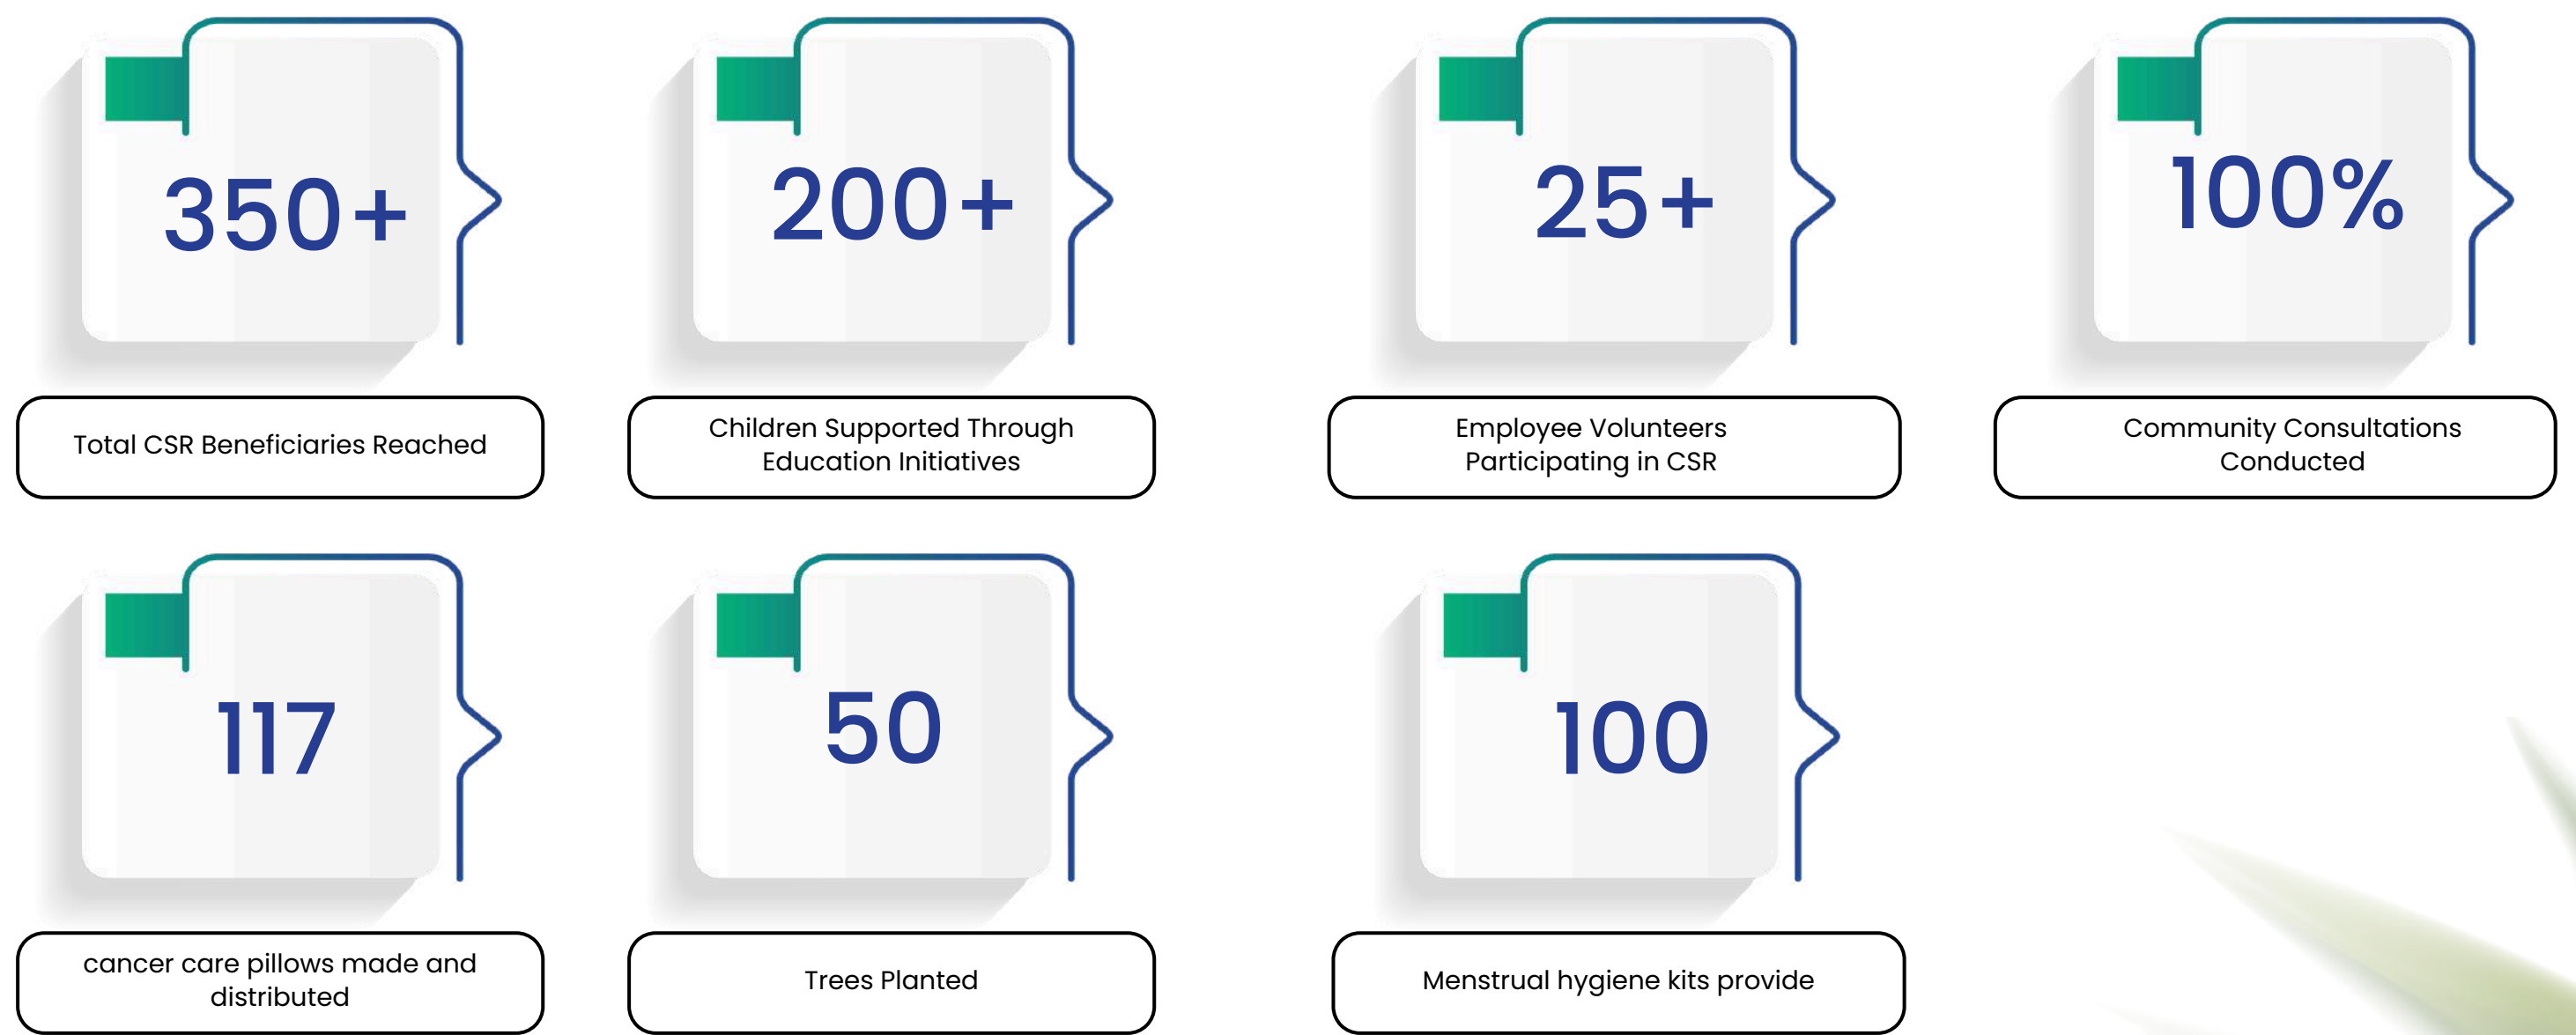 350+
Total CSR Beneficiaries Reached
200+
Children Supported Through
Education Initiatives
25+
Employee Volunteers
Participating in CSR
100%
Community Consultations
Conducted
117
cancer care pillows made and
distributed
50
Trees Planted
100
Menstrual hygiene kits provide